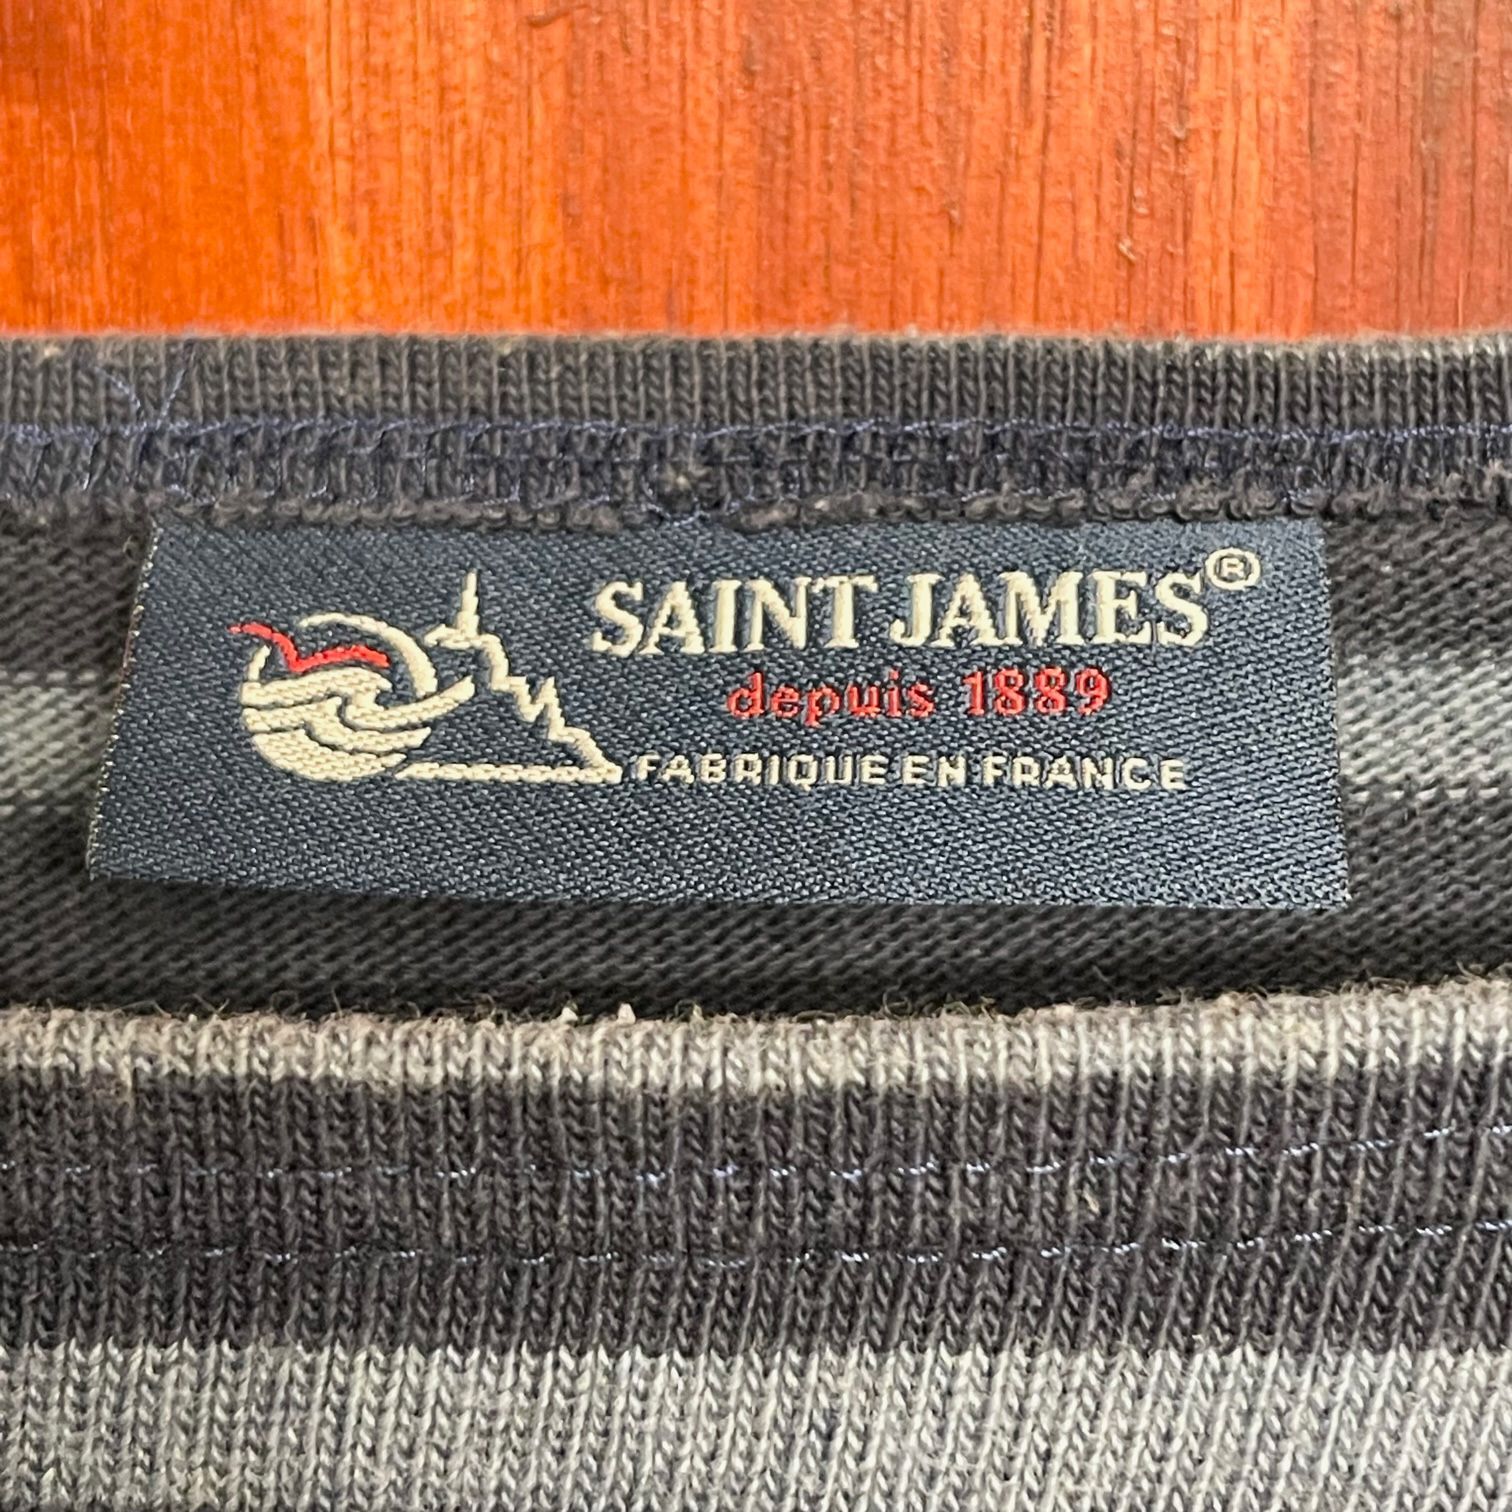 SAINT JAMES®
depuis 1889
FABRIQUE EN FRANCE